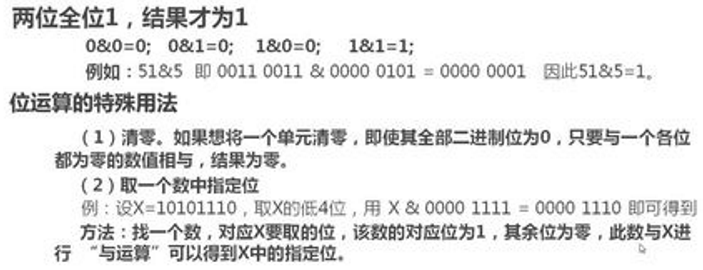 两位全位1，结果才为1
0&0=0; 0&1=0; 1&0=0; 1&1=1;
例如：51&5 即 0011 0011 & 0000 0101 = 0000 0001 因此51&5=1。
位运算的特殊用法
（1）清零。如果想将一个单元清零，即使其全部二进制位为0，只要与一个各位
都为零的数值相与，结果为零。
（2）取一个数中指定位
例：设X=10101110，取X的低4位，用 X & 0000 1111 = 0000 1110 即可得到
方法：找一个数，对应X要取的位，该数的对应位为1，其余位为零，此数与X进
行 “与运算”可以得到X中的指定位。